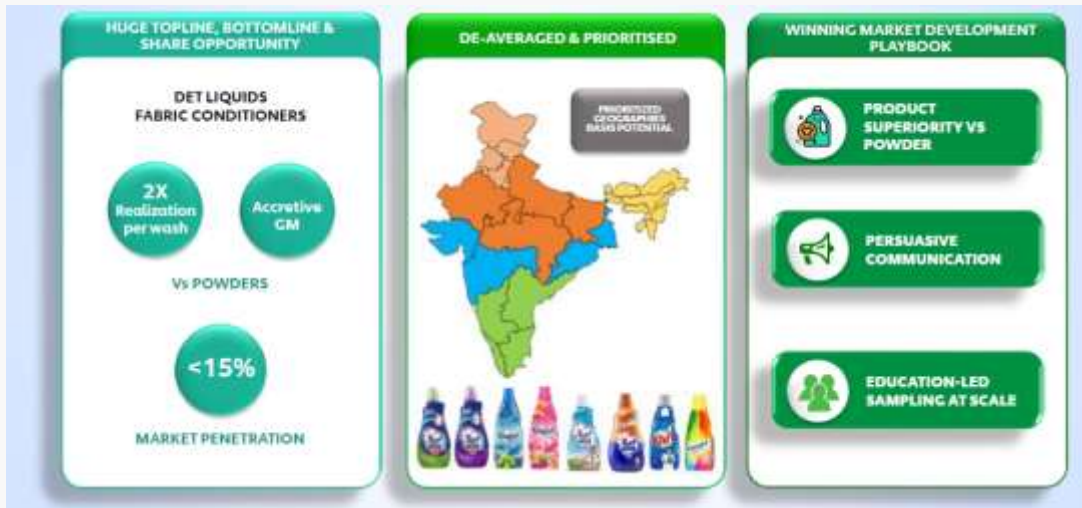 HUGE TOPLINE, BOTTOMLINE &
SHARE OPPORTUNITY
DET LIQUIDS
FABRIC CONDITIONERS
2X
Realization
per wash
Accretive
GM
Vs POWDERS
<15%
MARKET PENETRATION
DE-AVERAGED & PRIORITISED
PRIORITIZED
GEOGRAPHIES
BASIS POTENTIAL
WINNING MARKET DEVELOPMENT
PLAYBOOK
PRODUCT
SUPERIORITY VS
POWDER
PERSUASIVE
COMMUNICATION
EDUCATION-LED
SAMPLING AT SCALE